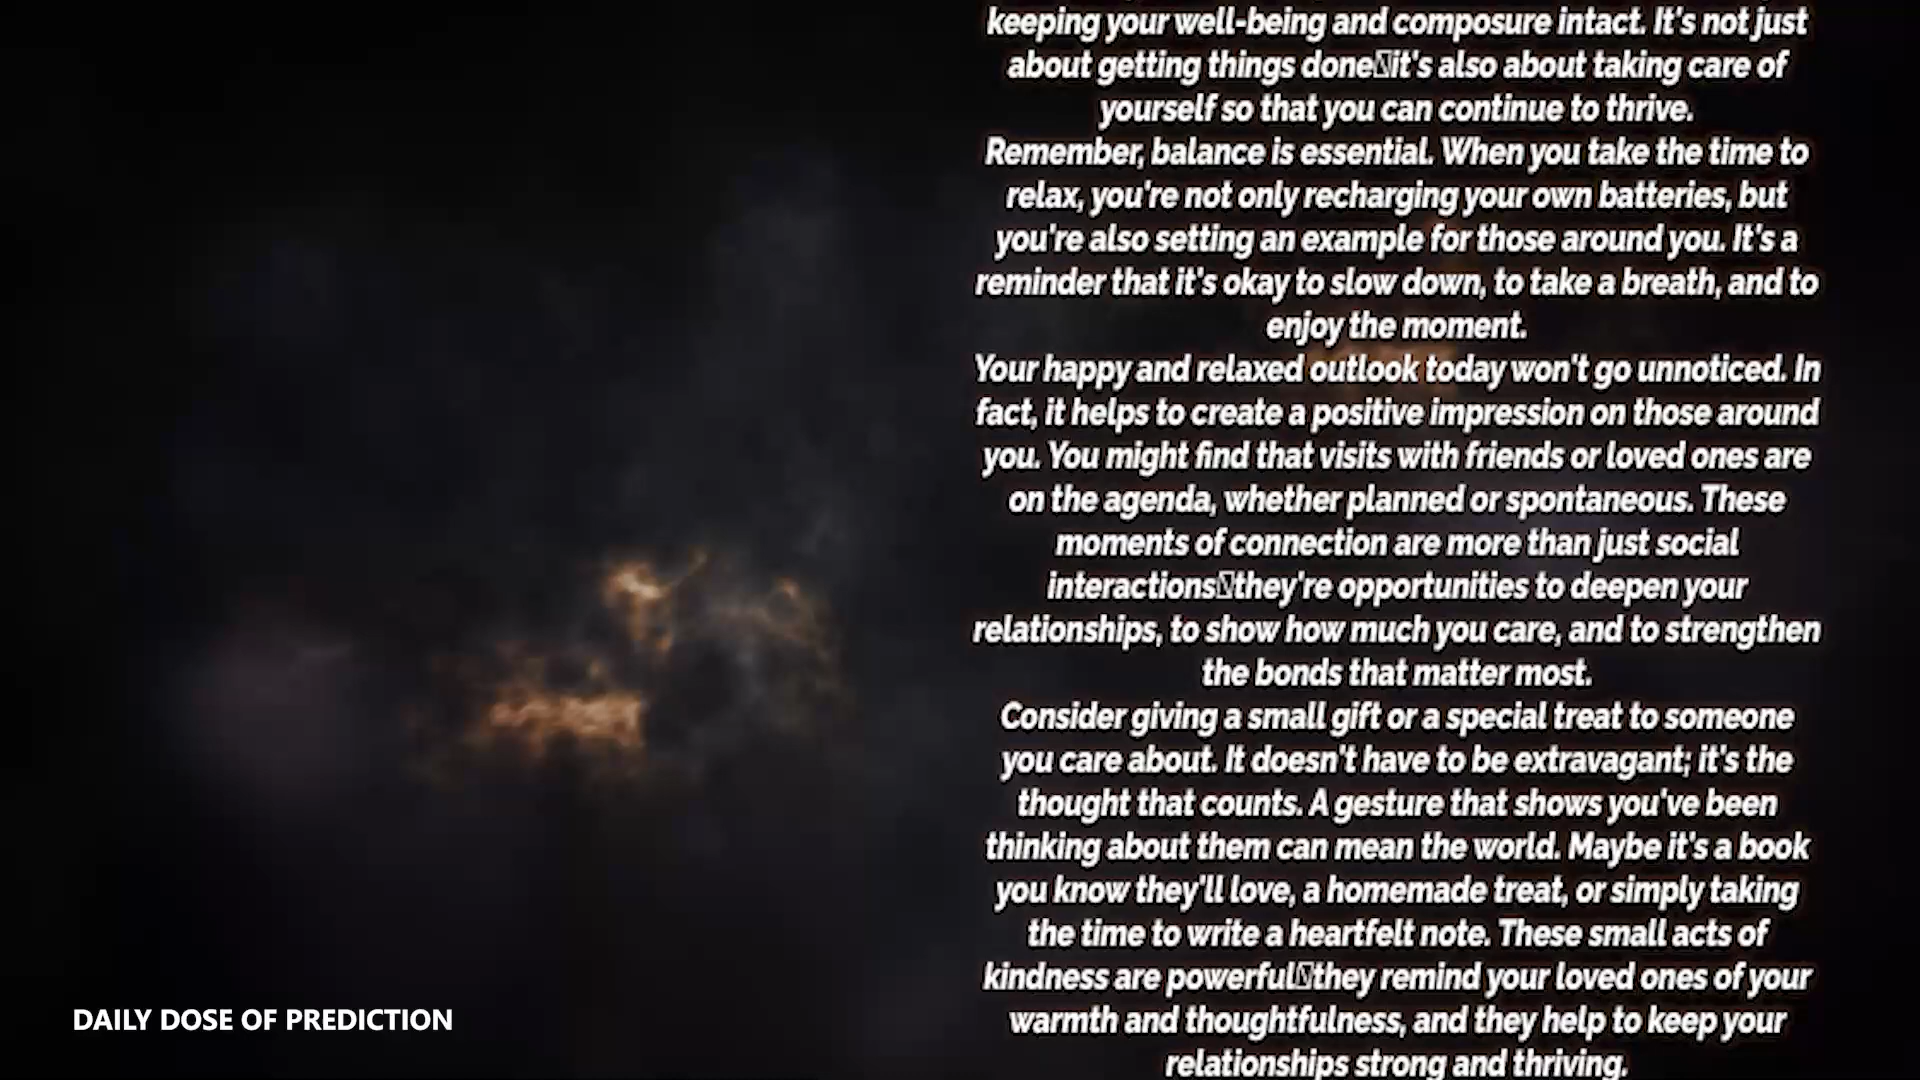 keeping your well-being and composure intact. It's not just
about getting things done▯it's also about taking care of
yourself so that you can continue to thrive.
Remember, balance is essential. When you take the time to
relax, you're not only recharging your own batteries, but
you're also setting an example for those around you. It's a
reminder that it's okay to slow down, to take a breath, and to
enjoy the moment.
Your happy and relaxed outlook today won't go unnoticed. In
fact, it helps to create a positive impression on those around
you. You might find that visits with friends or loved ones are
on the agenda, whether planned or spontaneous. These
moments of connection are more than just social
interactions▯they're opportunities to deepen your
relationships, to show how much you care, and to strengthen
the bonds that matter most.
Consider giving a small gift or a special treat to someone
you care about. It doesn't have to be extravagant; it's the
thought that counts. A gesture that shows you've been
thinking about them can mean the world. Maybe it's a book
you know they'll love, a homemade treat, or simply taking
the time to write a heartfelt note. These small acts of
kindness are powerful▯they remind your loved ones of your
warmth and thoughtfulness, and they help to keep your
relationships strong and thriving.
DAILY DOSE OF PREDICTION